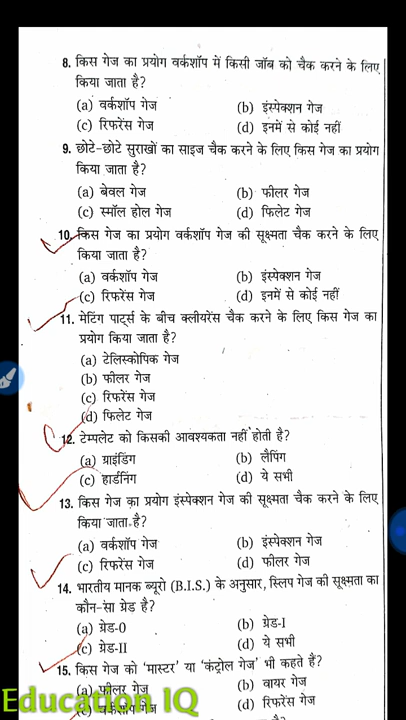 8. किस गेज का प्रयोग वर्कशॉप में किसी जॉब को चैक करने के लिए
किया जाता है?
(a) वर्कशॉप गेज (b) इंस्पेक्शन गेज
(c) रिफरेंस गेज (d) इनमें से कोई नहीं
9. छोटे-छोटे सुराखों का साइज चैक करने के लिए किस गेज का प्रयोग
किया जाता है?
(a) बेवल गेज (b) फीलर गेज
(c) स्मॉल होल गेज (d) फिलेट गेज
10. किस गेज का प्रयोग वर्कशॉप गेज की सूक्ष्मता चैक करने के लिए
किया जाता है?
(a) वर्कशॉप गेज (b) इंस्पेक्शन गेज
(c) रिफरेंस गेज (d) इनमें से कोई नहीं
11. मेटिंग पार्ट्स के बीच क्लीयरेंस चैक करने के लिए किस गेज का
प्रयोग किया जाता है?
(a) टेलिस्कोपिक गेज
(b) फीलर गेज
(c) रिफरेंस गेज
(d) फिलेट गेज
12. टेम्पलेट को किसकी आवश्यकता नहीं होती है?
(a) ग्राइंडिंग (b) लैपिंग
(c) हार्डनिंग (d) ये सभी
13. किस गेज का प्रयोग इंस्पेक्शन गेज की सूक्ष्मता चैक करने के लिए
किया जाता है?
(a) वर्कशॉप गेज (b) इंस्पेक्शन गेज
(c) रिफरेंस गेज (d) फीलर गेज
14. भारतीय मानक ब्यूरो (B.I.S.) के अनुसार, स्लिप गेज की सूक्ष्मता का
कौन-सा ग्रेड है?
(a) ग्रेड-0 (b) ग्रेड-I
(c) ग्रेड-II (d) ये सभी
15. किस गेज को 'मास्टर' या 'कंट्रोल गेज' भी कहते हैं?
(a) फीलर गेज (b) वायर गेज
(c) वर्कशॉप गेज (d) रिफरेंस गेज
Education IQ